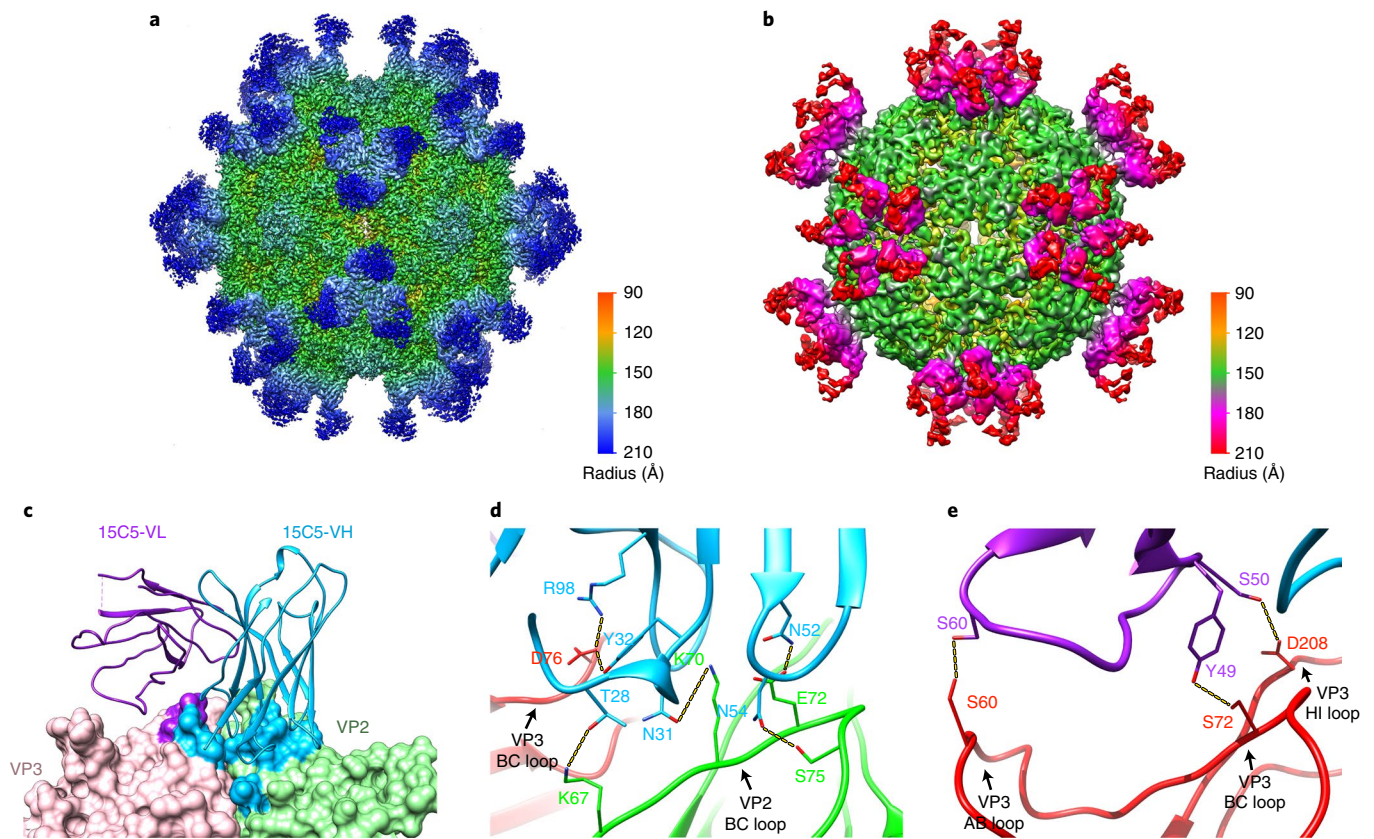 a
b
90
120
150
180
210
Radius (Å)
90
120
150
180
210
Radius (Å)
c
15C5-VL
15C5-VH
VP2
VP3
d
R98
Y32
N52
D76
K70
T28
E72
N54
N31
VP3
BC loop
S75
K67
VP2
BC loop
e
S50
S60
D208
Y49
S60
VP3
HI loop
S72
VP3
AB loop
VP3
BC loop